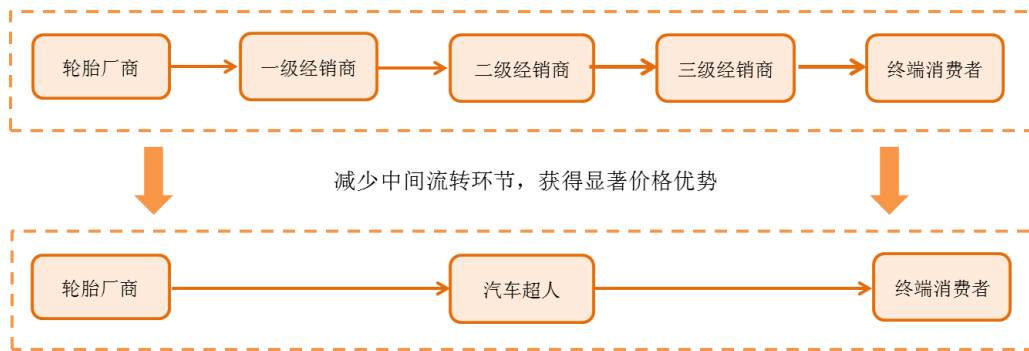 轮胎厂商
一级经销商
二级经销商
三级经销商
终端消费者
减少中间流转环节，获得显著价格优势
轮胎厂商
汽车超人
终端消费者